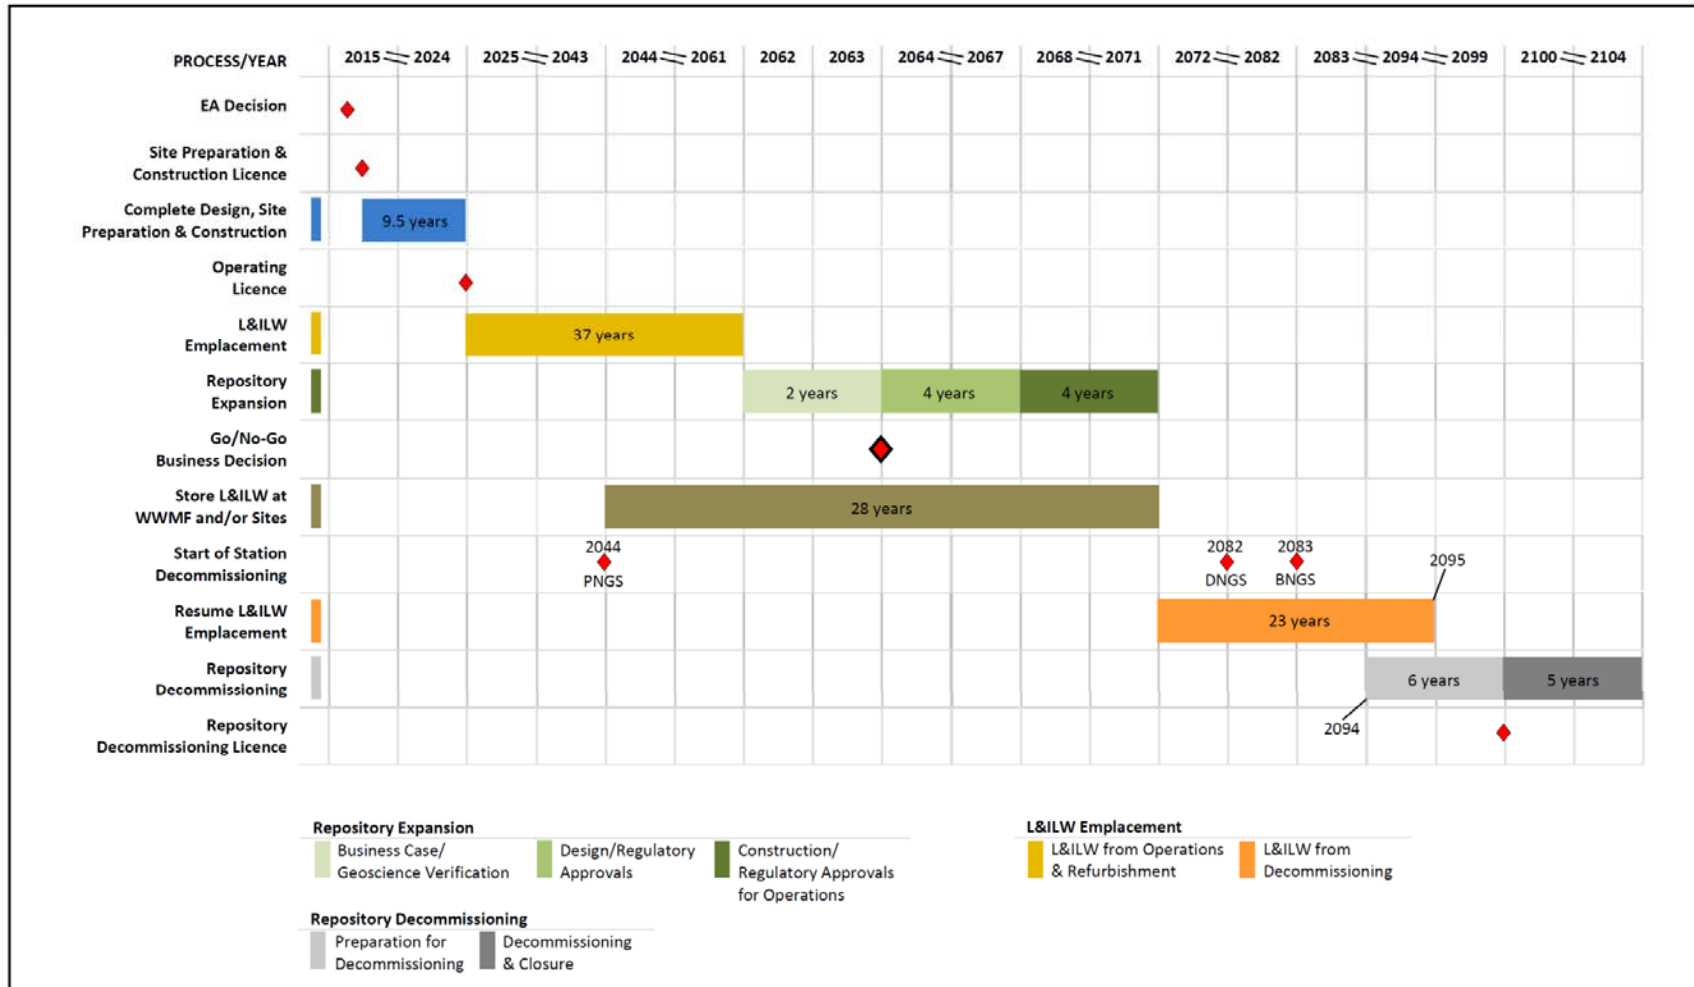 PROCESS/YEAR 2015 2024 2025 2043 2044 2061 2062 2063 2064 2067 2068 2071 2072 2082 2083 2094 2099 2100 2104
EA Decision
Site Preparation &
Construction Licence
Complete Design, Site
Preparation & Construction
9.5 years
Operating
Licence
L&ILW
Emplacement
37 years
Repository
Expansion
2 years 4 years 4 years
Go/No-Go
Business Decision
Store L&ILW at
WWMF and/or Sites
28 years
Start of Station
Decommissioning
2044
PNGS
2082
DNGS
2083
BNGS
2095
Resume L&ILW
Emplacement
23 years
Repository
Decommissioning
6 years 5 years
2094
Repository
Decommissioning Licence
Repository Expansion
Business Case/
Geoscience Verification
Design/Regulatory
Approvals
Construction/
Regulatory Approvals
for Operations
L&ILW Emplacement
L&ILW from Operations
& Refurbishment
L&ILW from
Decommissioning
Repository Decommissioning
Preparation for
Decommissioning
Decommissioning
& Closure